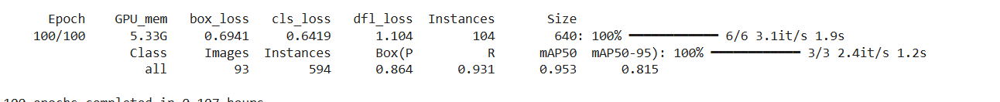 Epoch GPU_mem box_loss cls_loss dfl_loss Instances Size
100/100 5.33G 0.6941 0.6419 1.104 104 640: 100% ━━━━━━━━━━━━ 6/6 3.1it/s 1.9s
Class Images Instances Box(P R mAP50 mAP50-95): 100% ━━━━━━━━━━━━ 3/3 2.4it/s 1.2s
all 93 594 0.864 0.931 0.953 0.815
100 epochs completed in 0.107 hours.